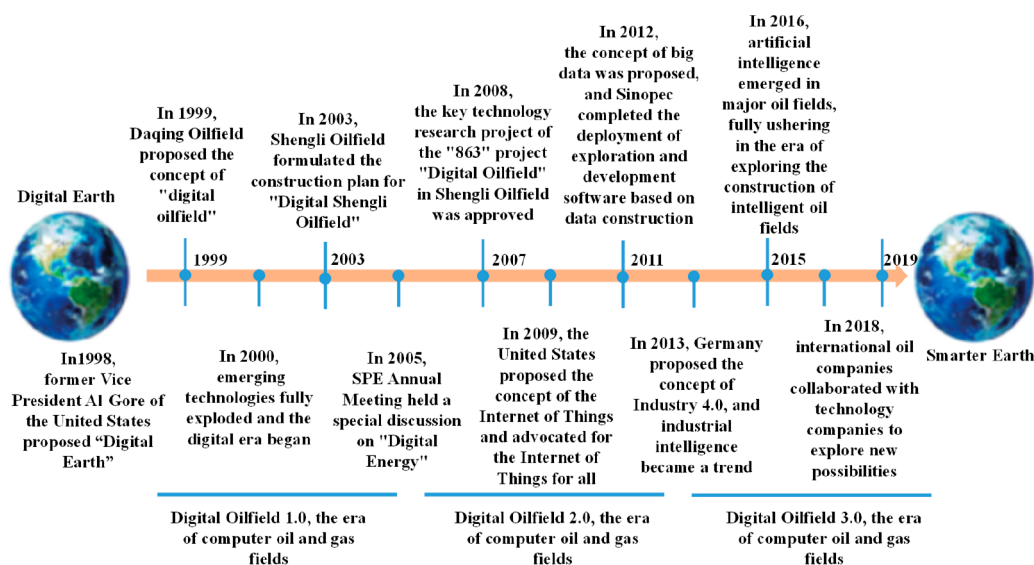 Digital Earth
In 1999,
Daqing Oilfield
proposed the
concept of
"digital
oilfield"
In 2003,
Shengli Oilfield
formulated the
construction plan for
"Digital Shengli
Oilfield"
In 2008,
the key technology
research project of
the "863" project
"Digital Oilfield"
in Shengli Oilfield
was approved
In 2012,
the concept of big
data was proposed,
and Sinopec
completed the
deployment of
exploration and
development
software based on
data construction
In 2016,
artificial
intelligence
emerged in
major oil fields,
fully ushering
in the era of
exploring the
construction of
intelligent oil
fields
1999
2003
2007
2011
2015
2019
In1998,
former Vice
President Al Gore of
the United States
proposed “Digital
Earth”
In 2000,
emerging
technologies fully
exploded and the
digital era began
In 2005,
SPE Annual
Meeting held a
special discussion
on "Digital
Energy"
In 2009, the
United States
proposed the
concept of the
Internet of Things
and advocated for
the Internet of
Things for all
In 2013, Germany
proposed the
concept of
Industry 4.0, and
industrial
intelligence
became a trend
In 2018,
international oil
companies
collaborated with
technology
companies to
explore new
possibilities
Smarter Earth
Digital Oilfield 1.0, the era
of computer oil and gas
fields
Digital Oilfield 2.0, the era
of computer oil and gas
fields
Digital Oilfield 3.0, the era
of computer oil and gas
fields